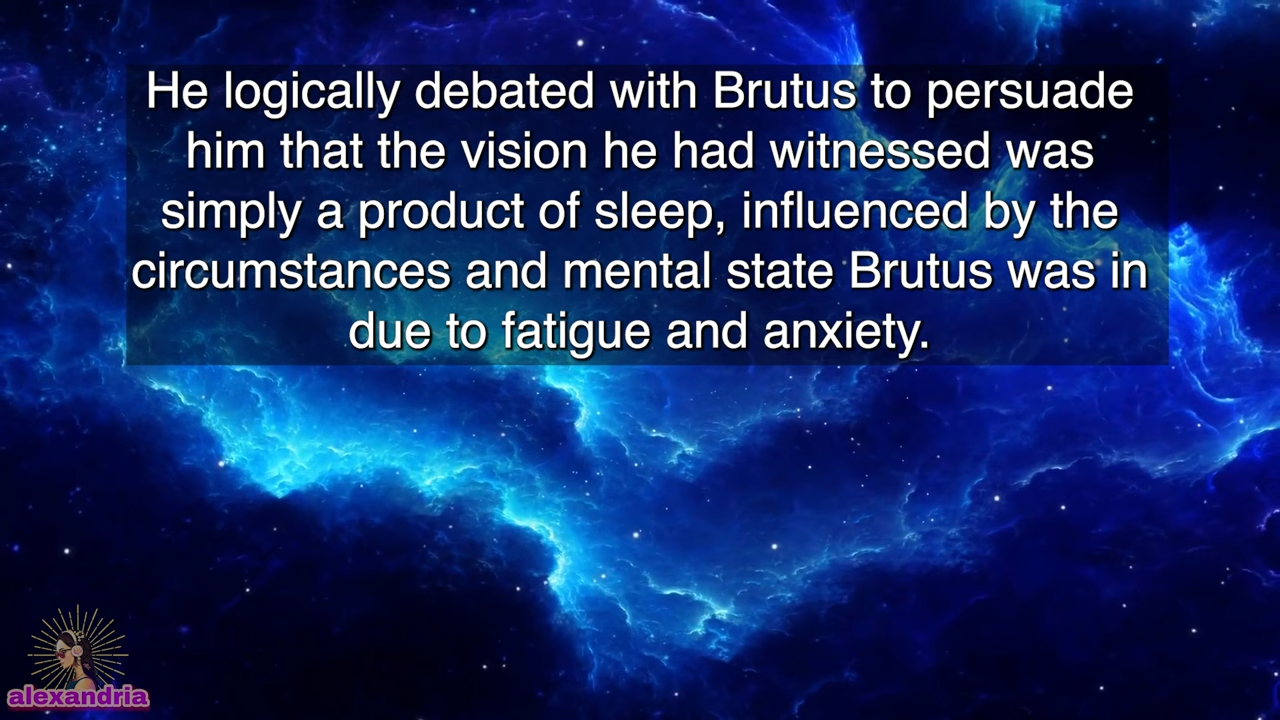 He logically debated with Brutus to persuade
him that the vision he had witnessed was
simply a product of sleep, influenced by the
circumstances and mental state Brutus was in
due to fatigue and anxiety.
alexandria